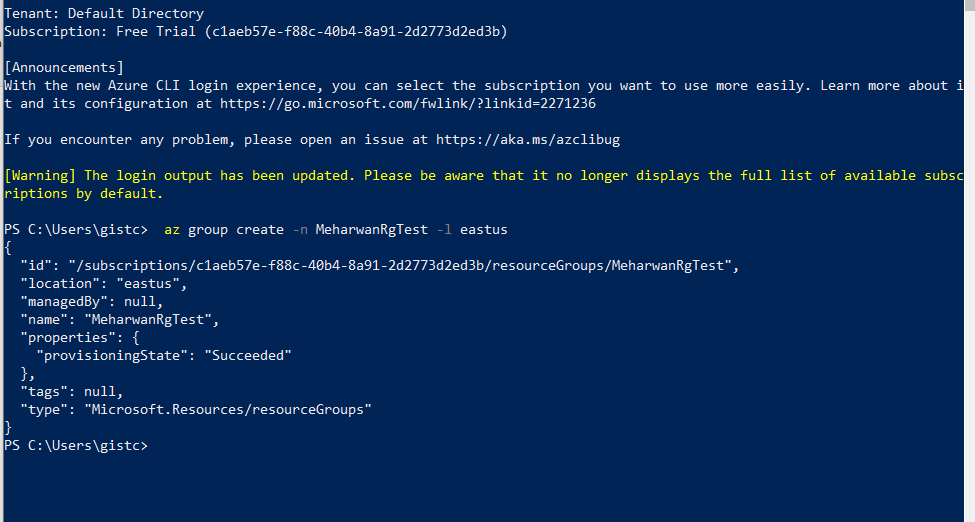 Tenant: Default Directory
Subscription: Free Trial (c1aeb57e-f88c-40b4-8a91-2d2773d2ed3b)
[Announcements]
With the new Azure CLI login experience, you can select the subscription you want to use more easily. Learn more about i
t and its configuration at https://go.microsoft.com/fwlink/?linkid=2271236
If you encounter any problem, please open an issue at https://aka.ms/azclibug
[Warning] The login output has been updated. Please be aware that it no longer displays the full list of available subsc
riptions by default.
PS C:\Users\gistc>  az group create -n MeharwanRgTest -l eastus
{
  "id": "/subscriptions/c1aeb57e-f88c-40b4-8a91-2d2773d2ed3b/resourceGroups/MeharwanRgTest",
  "location": "eastus",
  "managedBy": null,
  "name": "MeharwanRgTest",
  "properties": {
    "provisioningState": "Succeeded"
  },
  "tags": null,
  "type": "Microsoft.Resources/resourceGroups"
}
PS C:\Users\gistc>